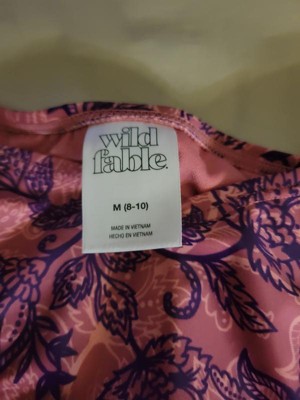 wild
fable.
M (8-10)
MADE IN VIETNAM
HECHO EN VIETNAM